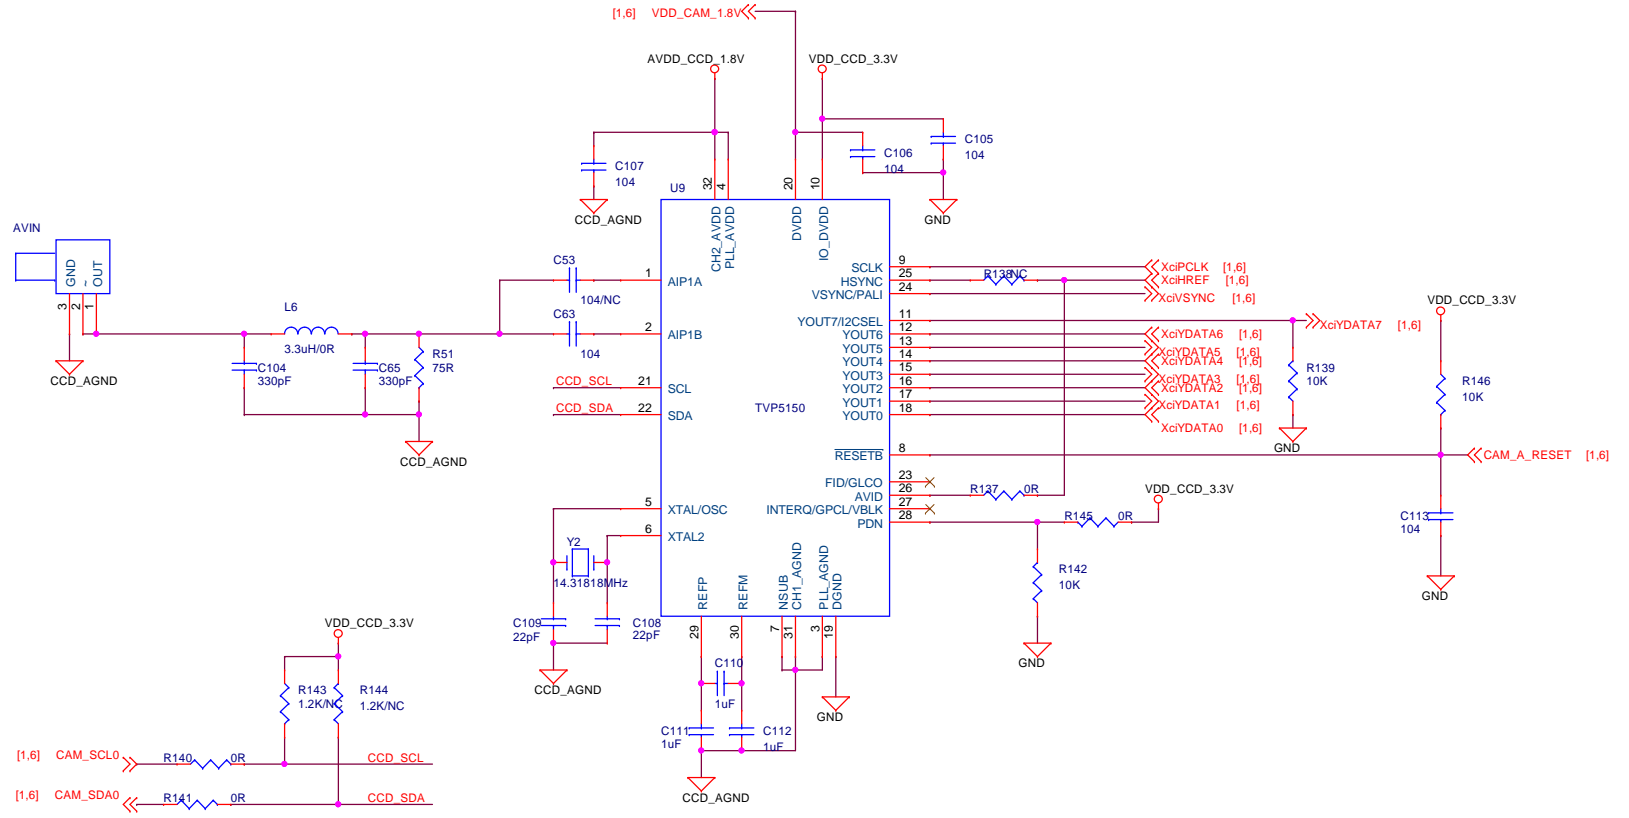 [1,6] VDD_CAM_1.8V
AVDD_CCD_1.8V
VDD_CCD_3.3V
C107
104
C106
104
C105
104
CCD_AGND
GND
U9
32
4
20
10
CH2_AVDD
PLL_AVDD
DVDD
IO_DVDD
AVIN
GND
~
OUT
3
2
1
CCD_AGND
L6
3.3uH/0R
C104
330pF
C65
330pF
R51
75R
CCD_AGND
C53
104/NC
C63
104
CCD_SCL
CCD_SDA
1 AIP1A
2 AIP1B
21 SCL
22 SDA
5 XTAL/OSC
6 XTAL2
TVP5150
SCLK 9
HSYNC 25
VSYNC/PALI 24
YOUT7/I2CSEL 11
YOUT6 12
YOUT5 13
YOUT4 14
YOUT3 15
YOUT2 16
YOUT1 17
YOUT0 18
RESETB 8
FID/GLCO 23
AVID 26
INTERQ/GPCL/VBLK 27
PDN 28
R138 NC
XciPCLK [1,6]
XciHREF [1,6]
XciVSYNC [1,6]
XciYDATA7 [1,6]
XciYDATA6 [1,6]
XciYDATA5 [1,6]
XciYDATA4 [1,6]
XciYDATA3 [1,6]
XciYDATA2 [1,6]
XciYDATA1 [1,6]
XciYDATA0 [1,6]
R139
10K
GND
VDD_CCD_3.3V
R146
10K
CAM_A_RESET [1,6]
C113
104
GND
R137 0R
VDD_CCD_3.3V
R145 0R
R142
10K
GND
Y2
14.31818MHz
C109
22pF
C108
22pF
CCD_AGND
REFP
REFM
NSUB
CH1_AGND
PLL_AGND
DGND
29
30
7
31
3
19
C110
1uF
C111
1uF
C112
1uF
CCD_AGND
GND
VDD_CCD_3.3V
R143
1.2K/NC
R144
1.2K/NC
[1,6] CAM_SCL0
R140 0R
CCD_SCL
[1,6] CAM_SDA0
R141 0R
CCD_SDA